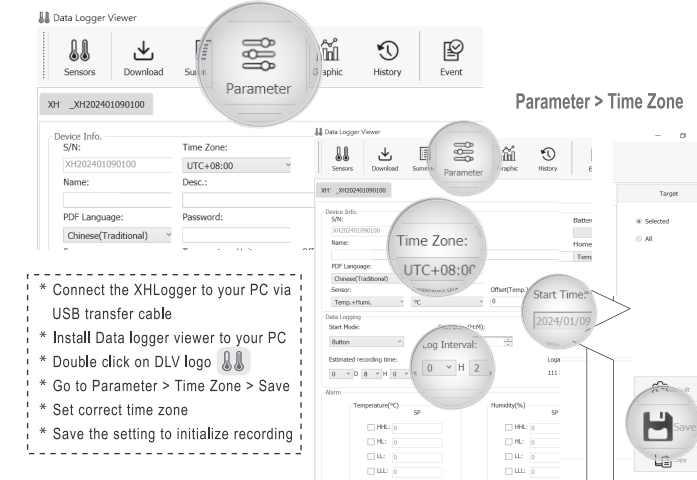 Data Logger Viewer
Sensors Download Parameter Graphic History Event
XH _XH202401090100
Parameter > Time Zone
Device Info.
S/N: Time Zone:
XH202401090100 UTC+08:00
Name: Desc.:
PDF Language: Password:
Chinese(Traditional)
* Connect the XHLogger to your PC via
USB transfer cable
* Install Data logger viewer to your PC
* Double click on DLV logo
* Go to Parameter > Time Zone > Save
* Set correct time zone
* Save the setting to initialize recording
Data Logger Viewer
Sensors Download Parameter Graphic History
XH _XH202401090100
Device Info.
S/N:
XH202401090100
Name:
Time Zone:
UTC+08:00
PDF Language:
Chinese(Traditional)
Sensor: Offset(Temp.)
Temp.+Humi. °C 0
Data Logging
Start Mode:
Button
Start Time:
2024/01/09
Log Interval:
0 H 2
Estimated recording time:
0 D 8 H 0
111
Alarm
Temperature(°C) Humidity(%)
SP SP
HHL: 0 HHL: 0
HL: 0 HL: 0
LL: 0 LL: 0
LLL: 0 LLL: 0
Target
Selected
All
Save